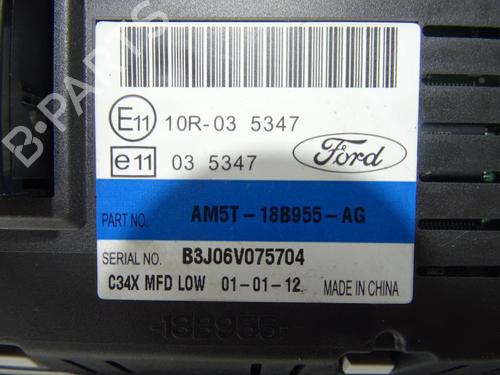 B-PARTS
E11 10R-03 5347
e11 03 5347
Ford
PART NO. AM5T-18B955-AG
SERIAL NO. B3J06V075704
C34X MFD LOW 01-01-12 MADE IN CHINA
-18B955-